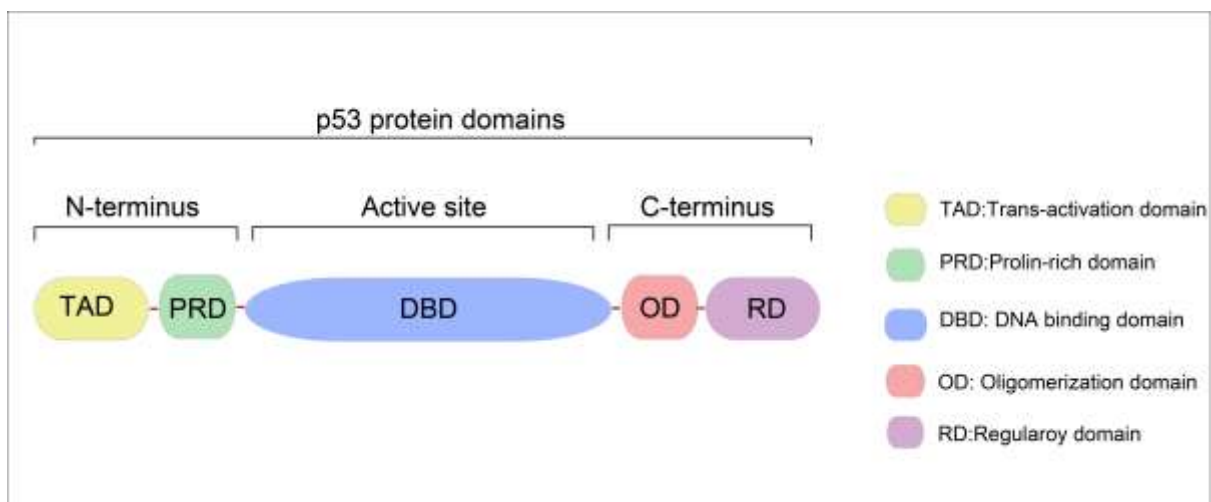 p53 protein domains
N-terminus
Active site
C-terminus
TAD
PRD
DBD
OD
RD
TAD:Trans-activation domain
PRD:Prolin-rich domain
DBD: DNA binding domain
OD: Oligomerization domain
RD:Regularoy domain